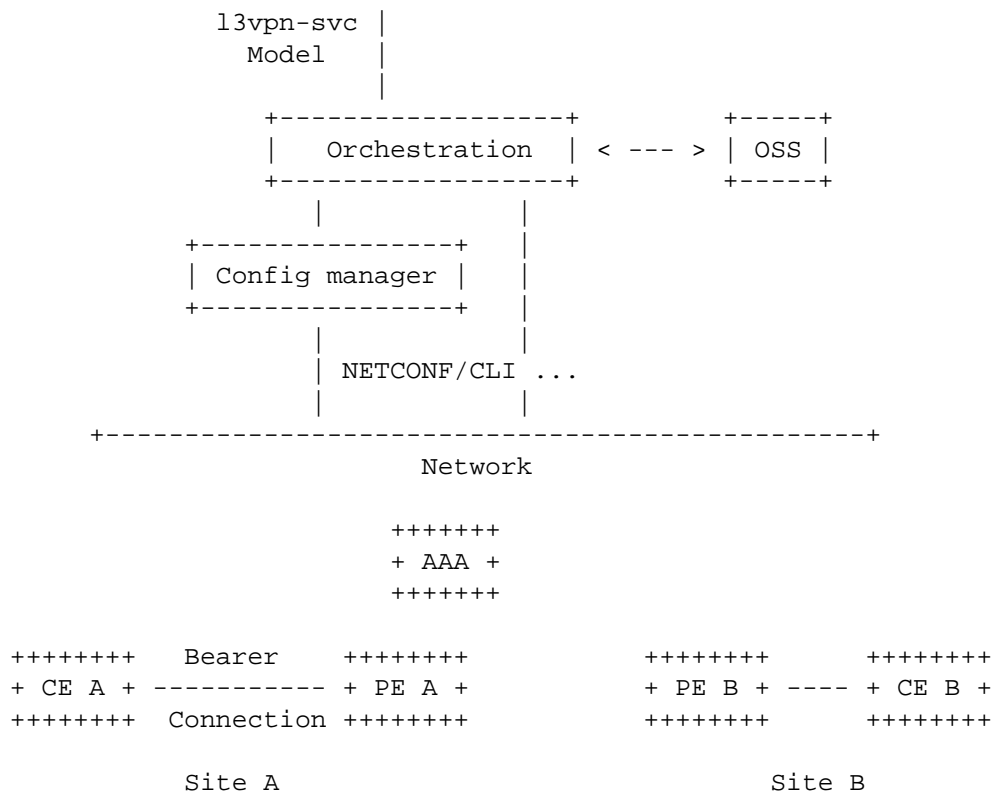 l3vpn-svc |
Model |
|
+------------------+ +-----+
| Orchestration | < --- > | OSS |
+------------------+ +-----+
| |
+----------------+ |
| Config manager | |
+----------------+ |
| |
| NETCONF/CLI ...
| |
+------------------------------------------------+
Network
+++++++
+ AAA +
+++++++
++++++++ Bearer ++++++++ ++++++++ ++++++++
+ CE A + ----------- + PE A + + PE B + ---- + CE B +
++++++++ Connection ++++++++ ++++++++ ++++++++
Site A Site B